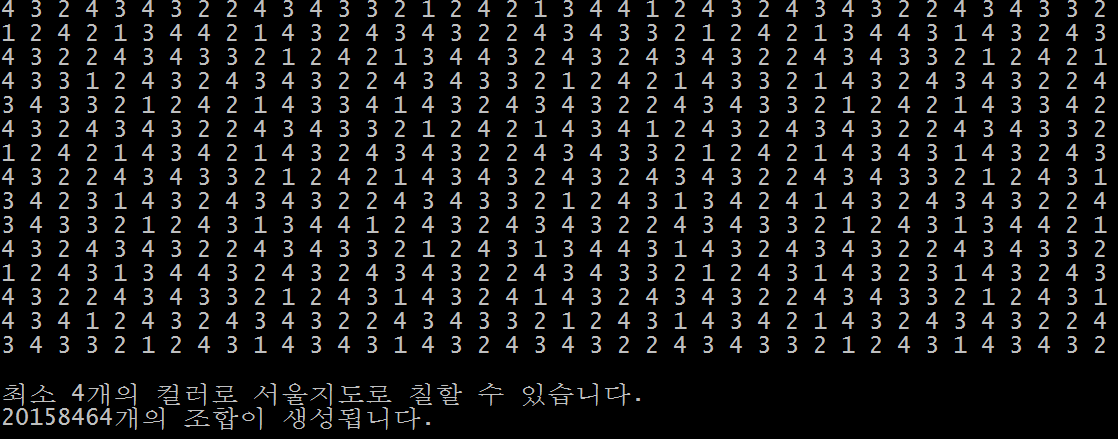 4 3 2 4 3 4 3 2 2 4 3 4 3 3 2 1 2 4 2 1 3 4 4 1 2 4 3 2 4 3 4 3 2 2 4 3 4 3 3 2
1 2 4 2 1 3 4 4 2 1 4 3 2 4 3 4 3 2 2 4 3 4 3 3 2 1 2 4 2 1 3 4 4 3 1 4 3 2 4 3
4 3 2 2 4 3 4 3 3 2 1 2 4 2 1 3 4 4 3 2 4 3 2 4 3 4 3 2 2 4 3 4 3 3 2 1 2 4 2 1
4 3 3 1 2 4 3 2 4 3 4 3 2 2 4 3 4 3 3 2 1 2 4 2 1 4 3 3 2 1 4 3 2 4 3 4 3 2 2 4
3 4 3 3 2 1 2 4 2 1 4 3 3 4 1 4 3 2 4 3 4 3 2 2 4 3 4 3 3 2 1 2 4 2 1 4 3 3 4 2
4 3 2 4 3 4 3 2 2 4 3 4 3 3 2 1 2 4 2 1 4 3 4 1 2 4 3 2 4 3 4 3 2 2 4 3 4 3 3 2
1 2 4 2 1 4 3 4 2 1 4 3 2 4 3 4 3 2 2 4 3 4 3 3 2 1 2 4 2 1 4 3 4 3 1 4 3 2 4 3
4 3 2 2 4 3 4 3 3 2 1 2 4 2 1 4 3 4 3 2 4 3 2 4 3 4 3 2 2 4 3 4 3 3 2 1 2 4 3 1
3 4 2 3 1 4 3 2 4 3 4 3 2 2 4 3 4 3 3 2 1 2 4 3 1 3 4 2 4 1 4 3 2 4 3 4 3 2 2 4
3 4 3 3 2 1 2 4 3 1 3 4 4 1 2 4 3 2 4 3 4 3 2 2 4 3 4 3 3 2 1 2 4 3 1 3 4 4 2 1
4 3 2 4 3 4 3 2 2 4 3 4 3 3 2 1 2 4 3 1 3 4 4 3 1 4 3 2 4 3 4 3 2 2 4 3 4 3 3 2
1 2 4 3 1 3 4 4 3 2 4 3 2 4 3 4 3 2 2 4 3 4 3 3 2 1 2 4 3 1 4 3 2 3 1 4 3 2 4 3
4 3 2 2 4 3 4 3 3 2 1 2 4 3 1 4 3 2 4 1 4 3 2 4 3 4 3 2 2 4 3 4 3 3 2 1 2 4 3 1
4 3 4 1 2 4 3 2 4 3 4 3 2 2 4 3 4 3 3 2 1 2 4 3 1 4 3 4 2 1 4 3 2 4 3 4 3 2 2 4
3 4 3 3 2 1 2 4 3 1 4 3 4 3 1 4 3 2 4 3 4 3 2 2 4 3 4 3 3 2 1 2 4 3 1 4 3 4 3 2
최소 4개의 컬러로 서울지도로 칠할 수 있습니다.
20158464개의 조합이 생성됩니다.